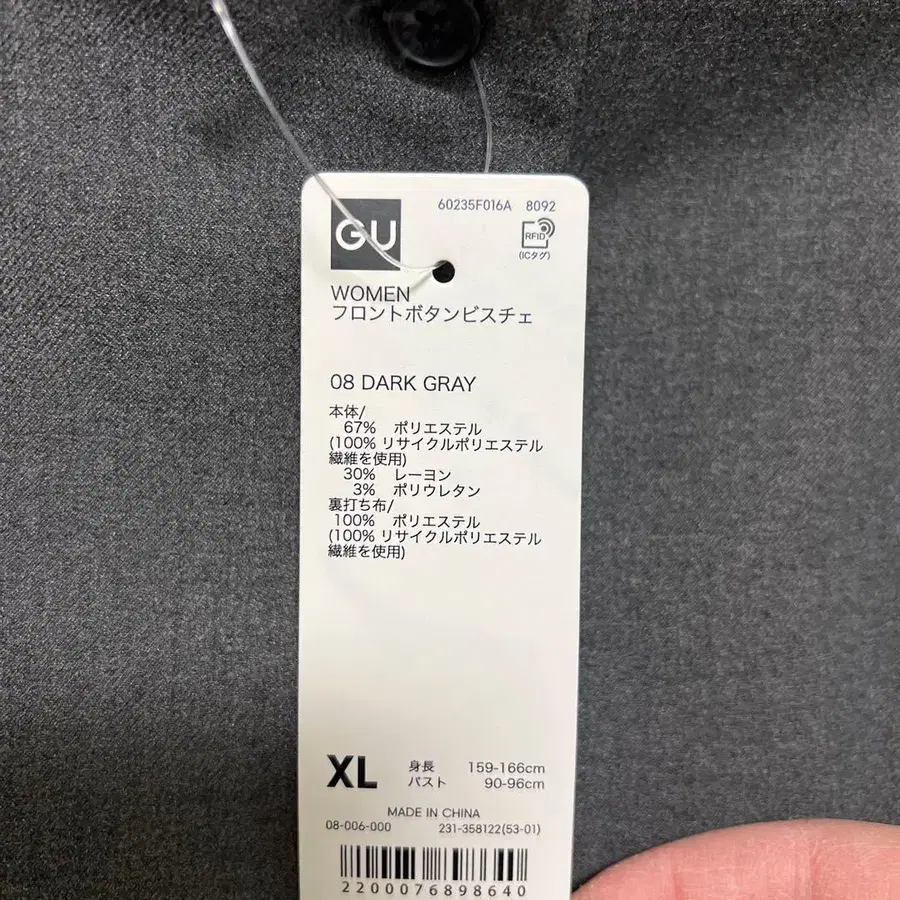 GU
60235F016A 8092
RFID
(ICタグ)
WOMEN
フロントボタンビスチェ
08 DARK GRAY
本体/
67% ポリエステル
(100% リサイクルポリエステル
繊維を使用)
30% レーヨン
3% ポリウレタン
裏打ち布/
100% ポリエステル
(100% リサイクルポリエステル
繊維を使用)
XL 身長 159-166cm
バスト 90-96cm
MADE IN CHINA
08-006-000 231-358122(53-01)
2200076898640